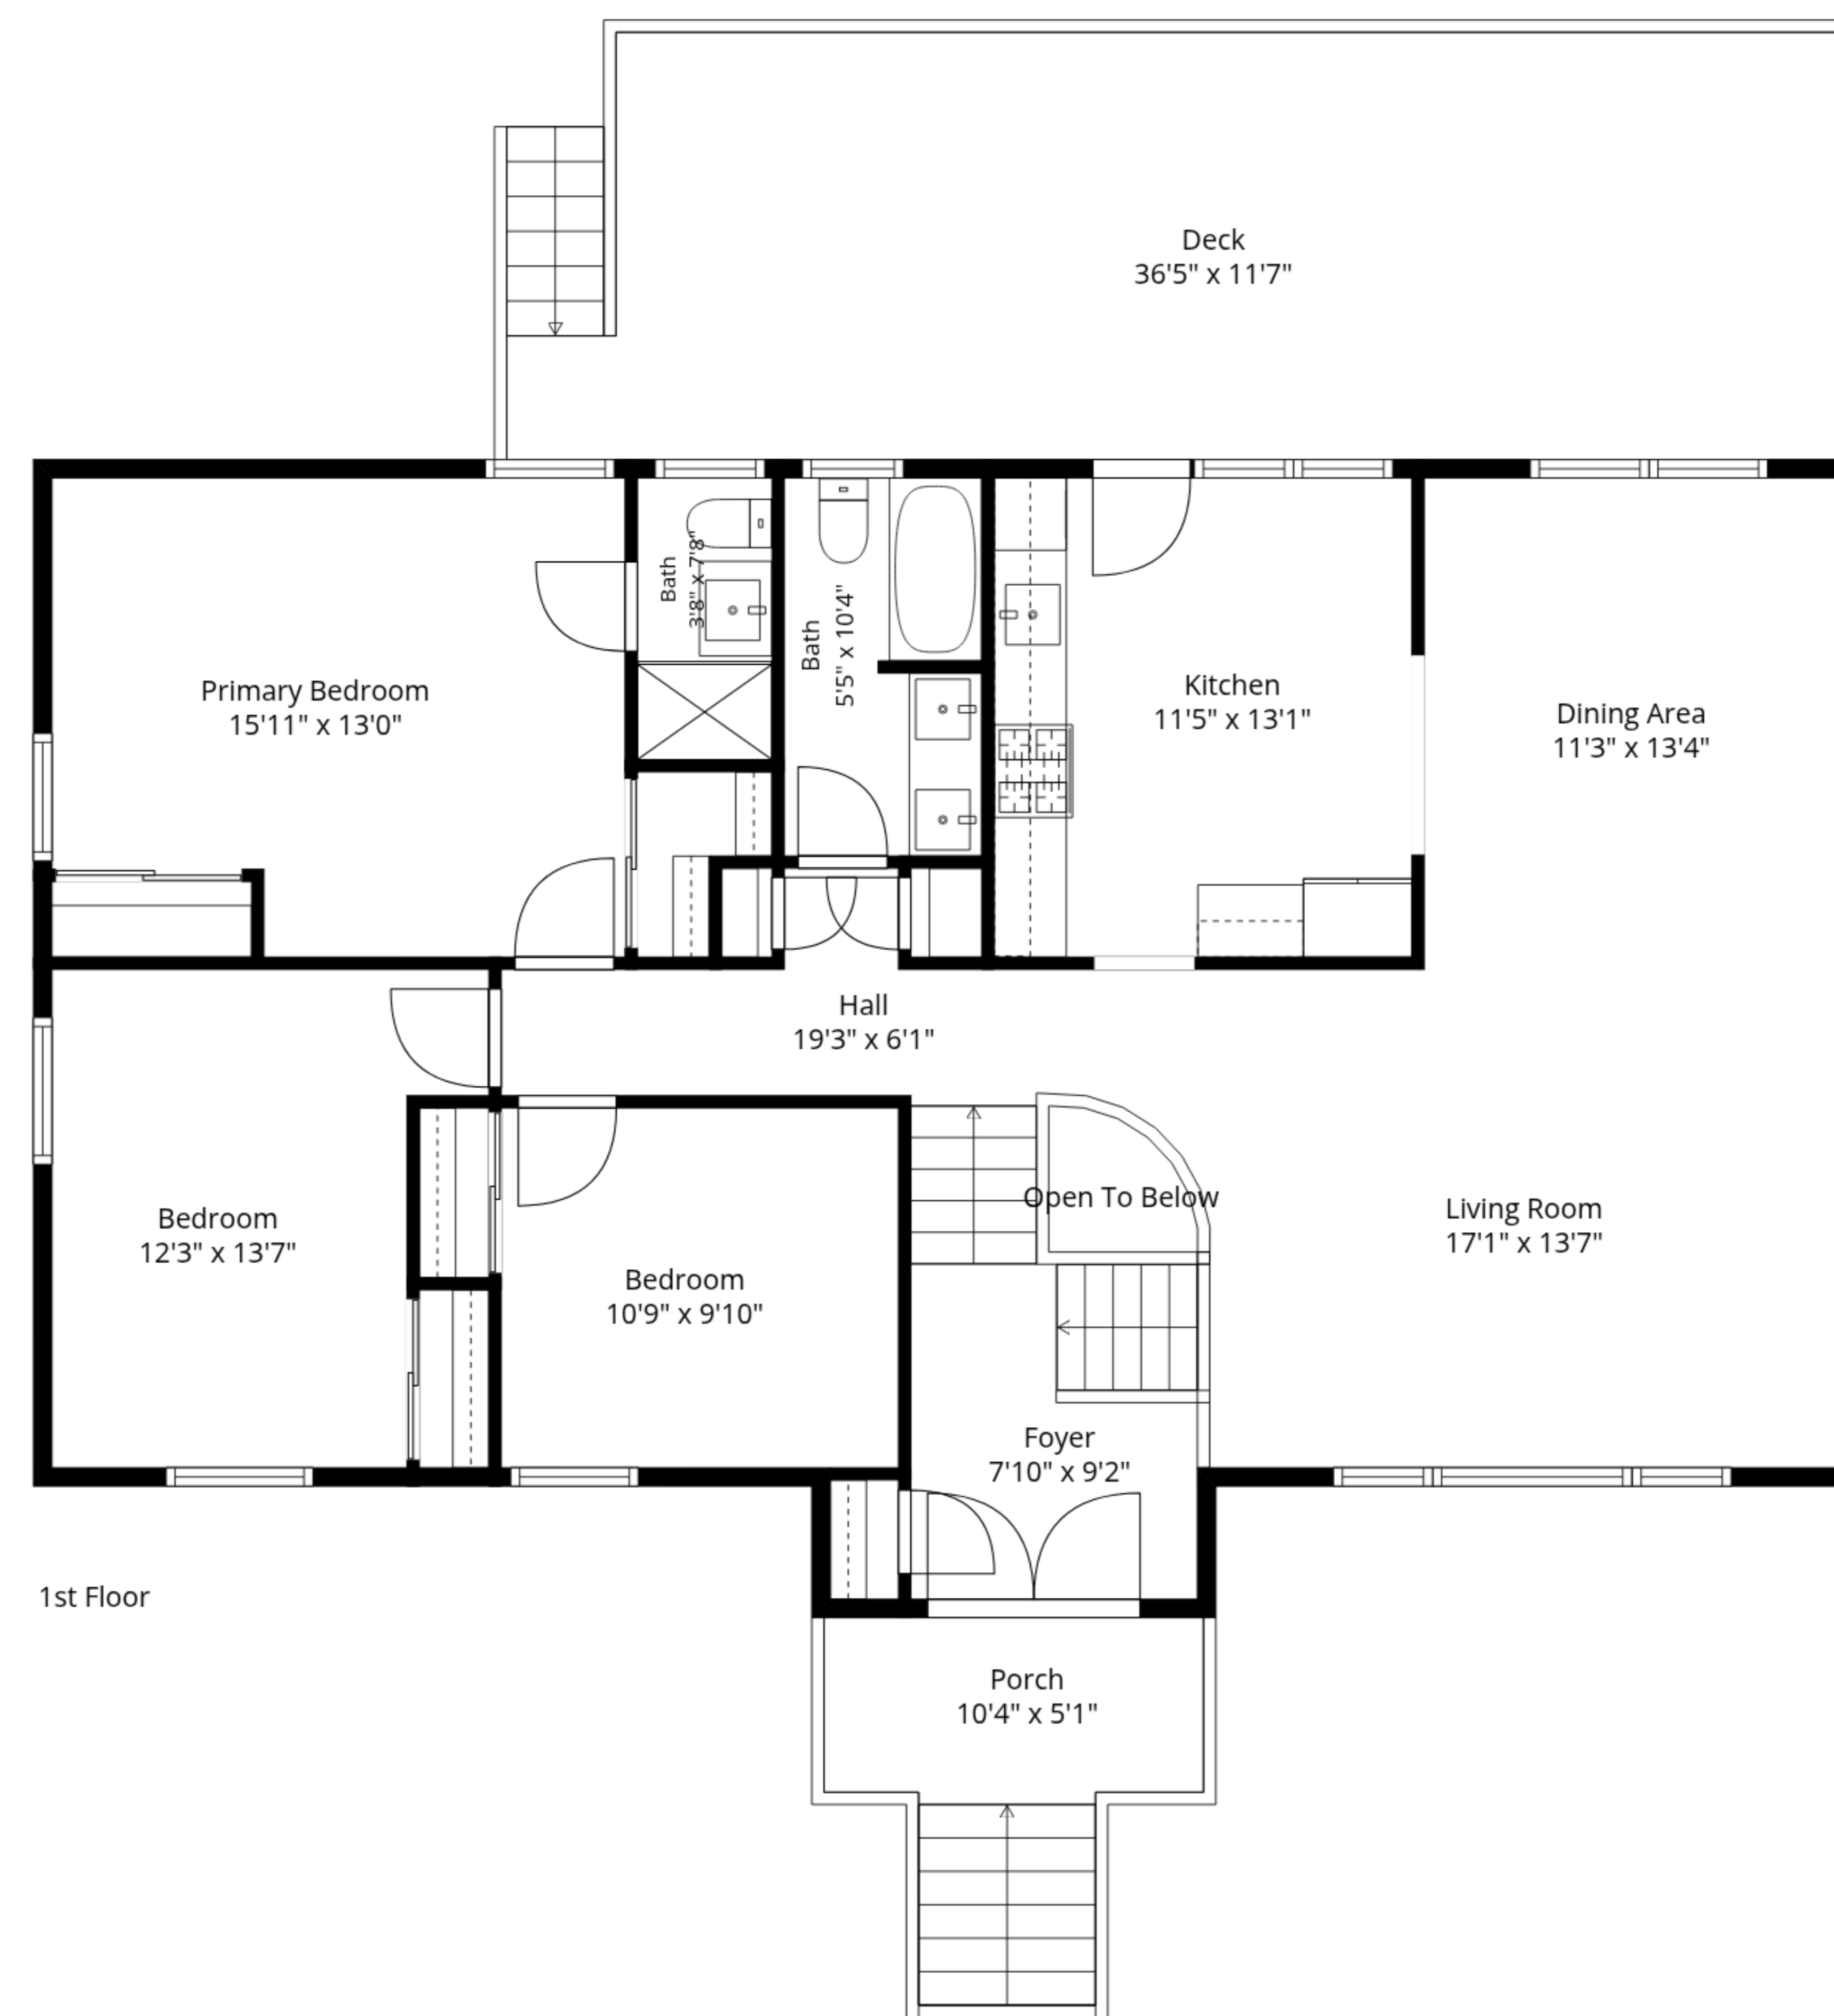 Deck
36'5" x 11'7"
Primary Bedroom
15'11" x 13'0"
Bath
3'8" x 7'8"
Bath
5'5" x 10'4"
Kitchen
11'5" x 13'1"
Dining Area
11'3" x 13'4"
Hall
19'3" x 6'1"
Bedroom
12'3" x 13'7"
Bedroom
10'9" x 9'10"
Open To Below
Living Room
17'1" x 13'7"
Foyer
7'10" x 9'2"
1st Floor
Porch
10'4" x 5'1"